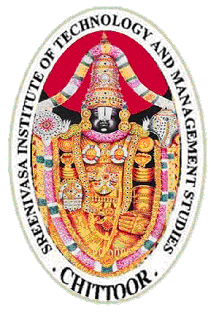 SREENIVASA INSTITUTE OF TECHNOLOGY AND MANAGEMENT STUDIES
. CHITTOOR .